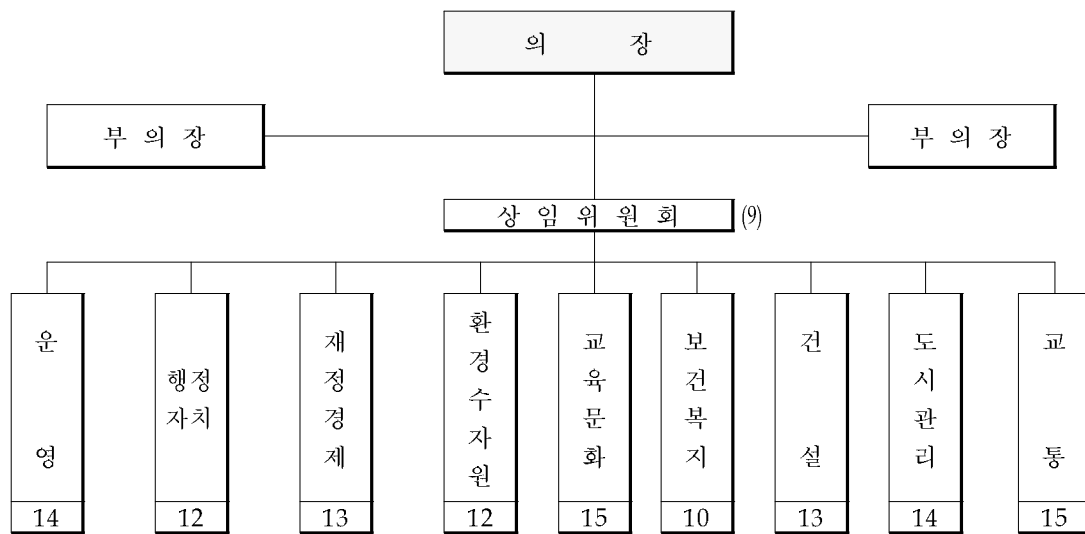 의 장
부 의 장
부 의 장
상 임 위 원 회 (9)
운 영
행정
자치
재정경제
환경수자원
교육문화
보건복지
건 설
도시관리
교 통
14
12
13
12
15
10
13
14
15